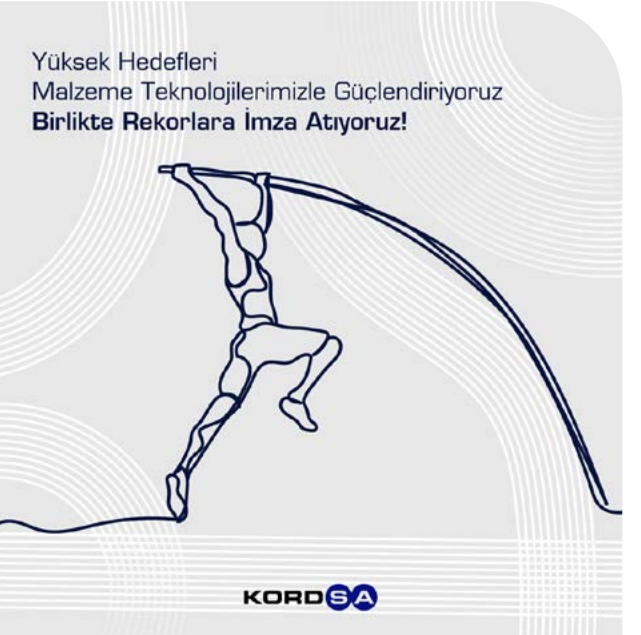 Yüksek Hedefleri
Malzeme Teknolojilerimizle Güçlendiriyoruz
Birlikte Rekorlara İmza Atıyoruz!
KORDSA